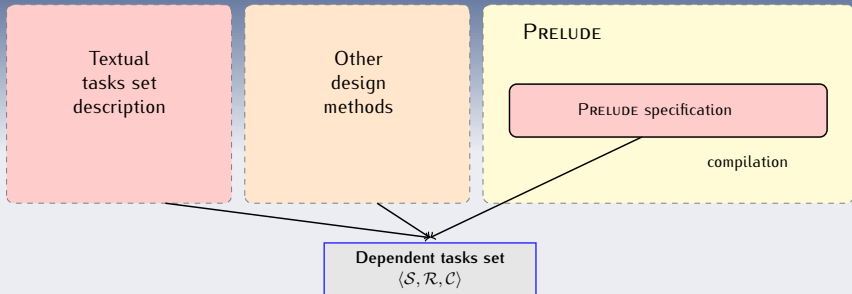 Textual
tasks set
description
Other
design
methods
PRELUDE
PRELUDE specification
compilation
Dependent tasks set
⟨𝒮, ℛ, 𝒞⟩